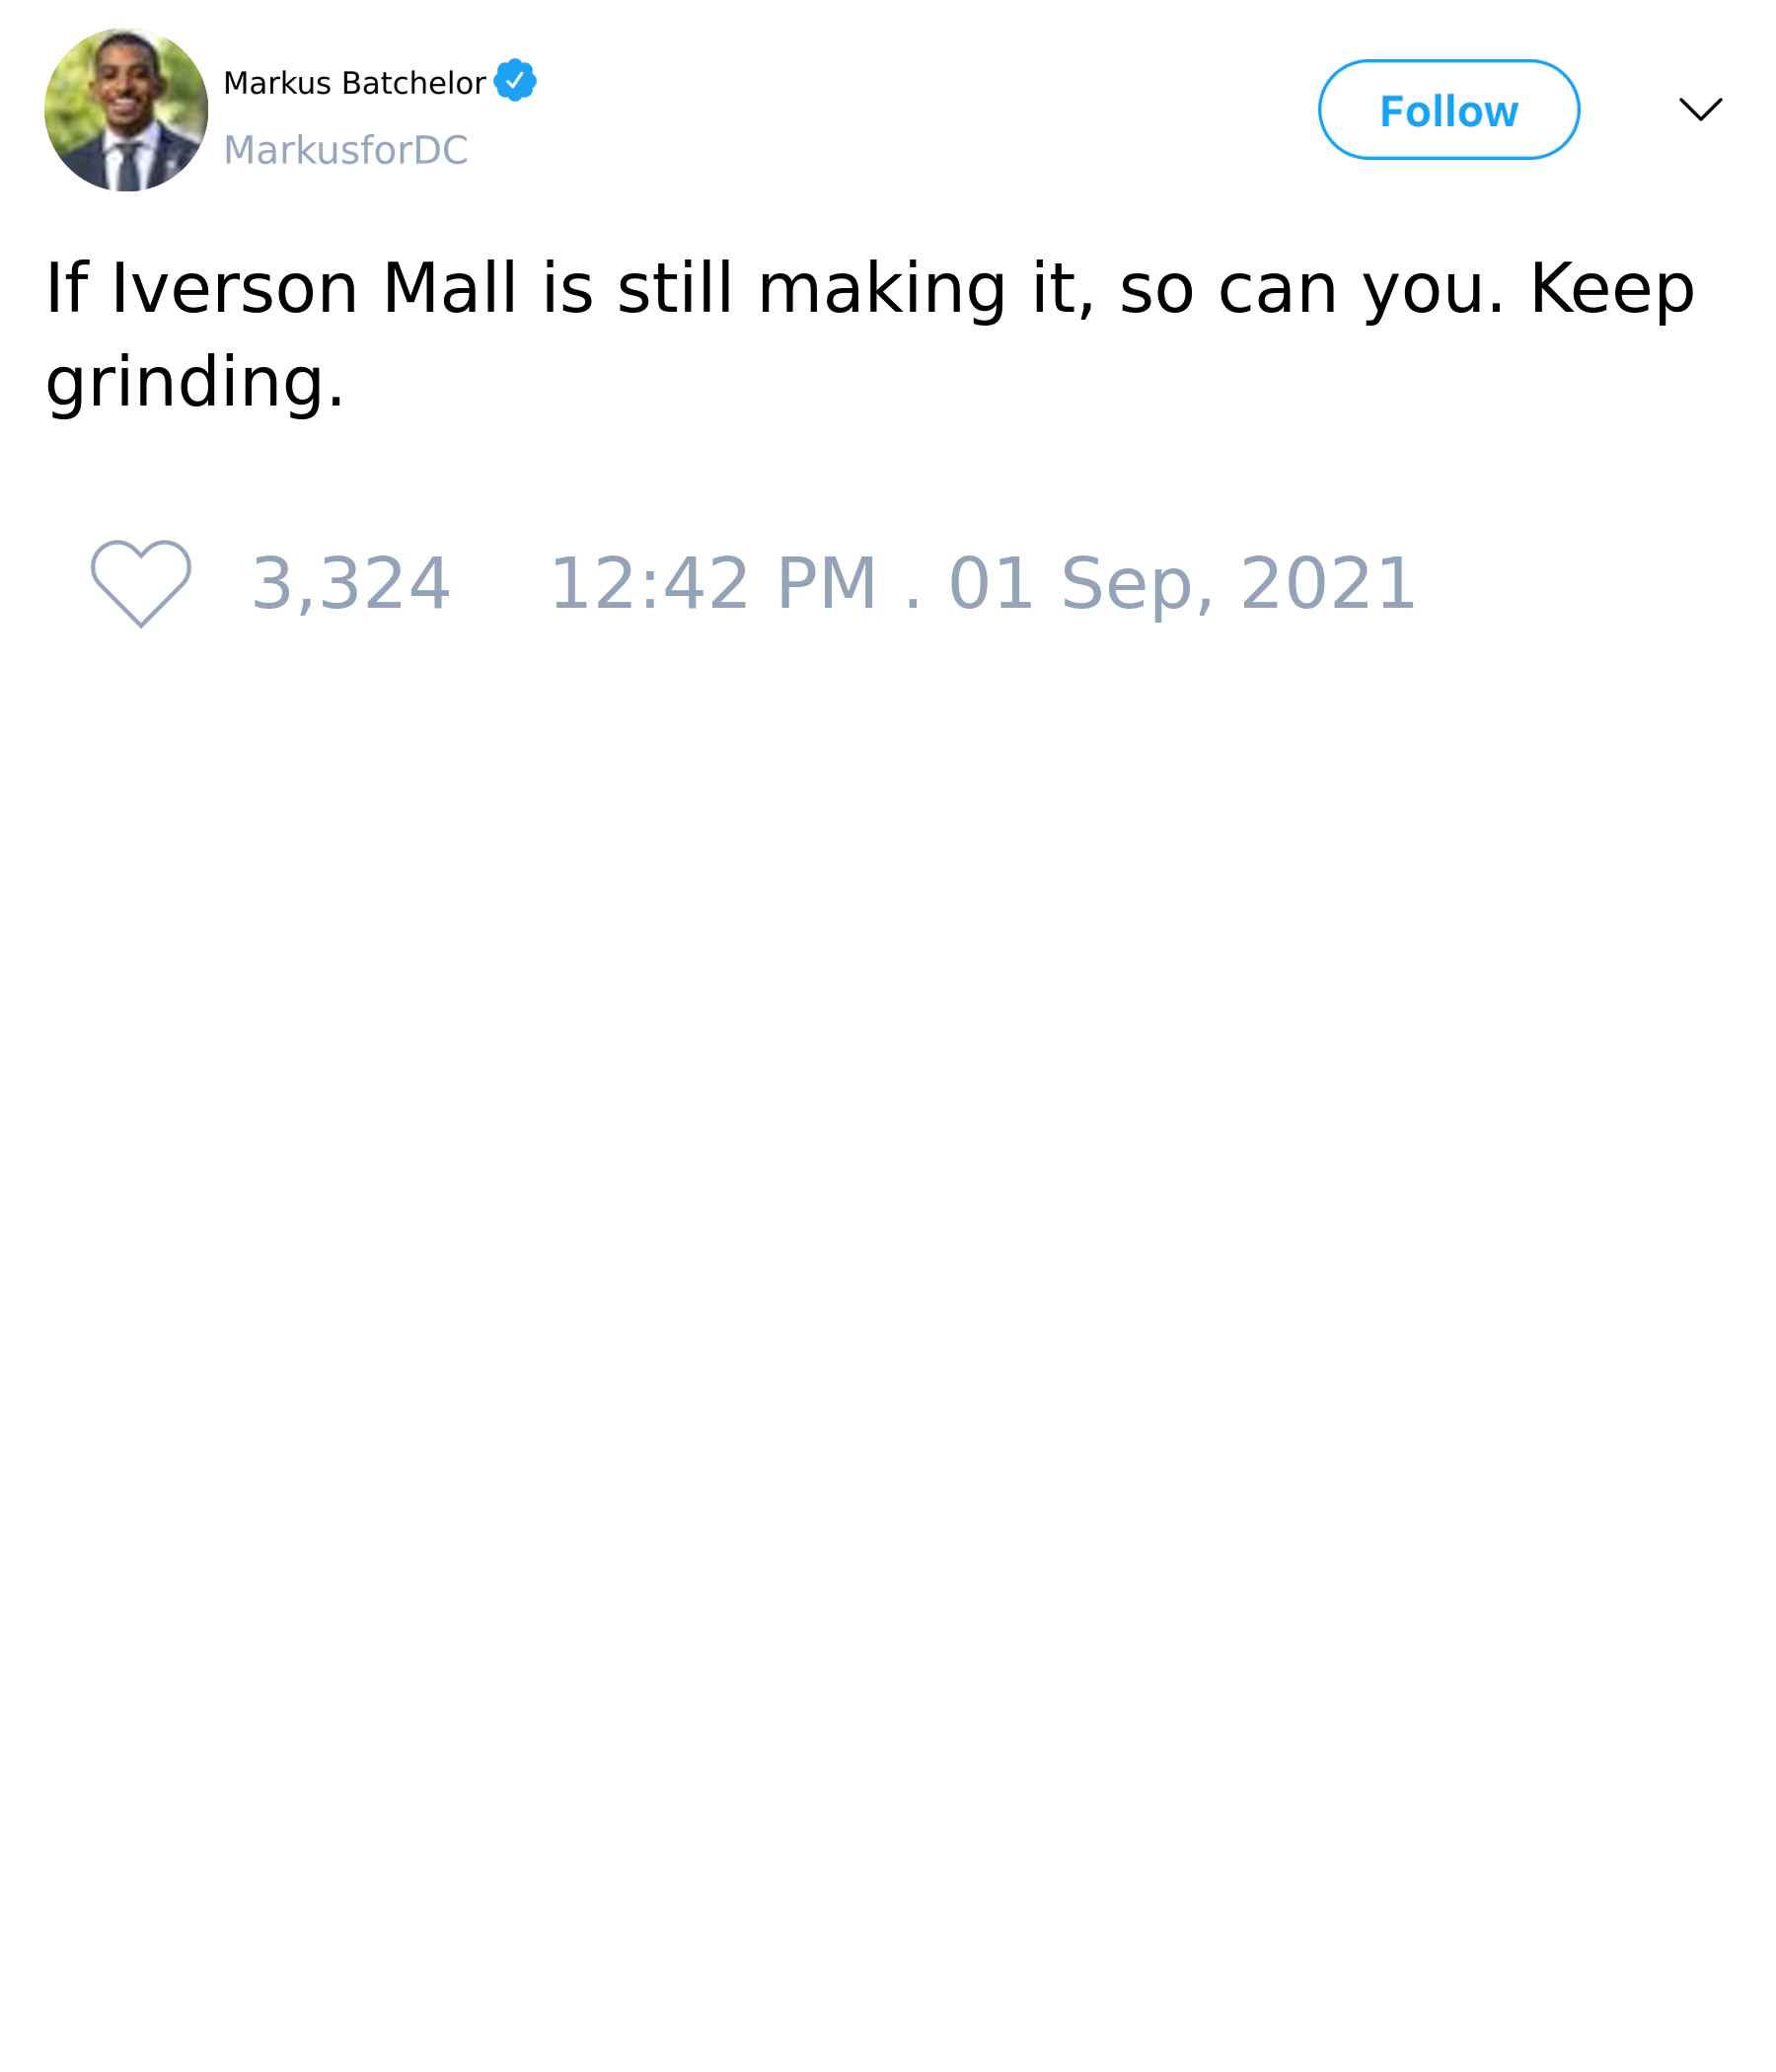 Markus Batchelor
MarkusforDC
Follow
If Iverson Mall is still making it, so can you. Keep
grinding.
3,324 12:42 PM . 01 Sep, 2021